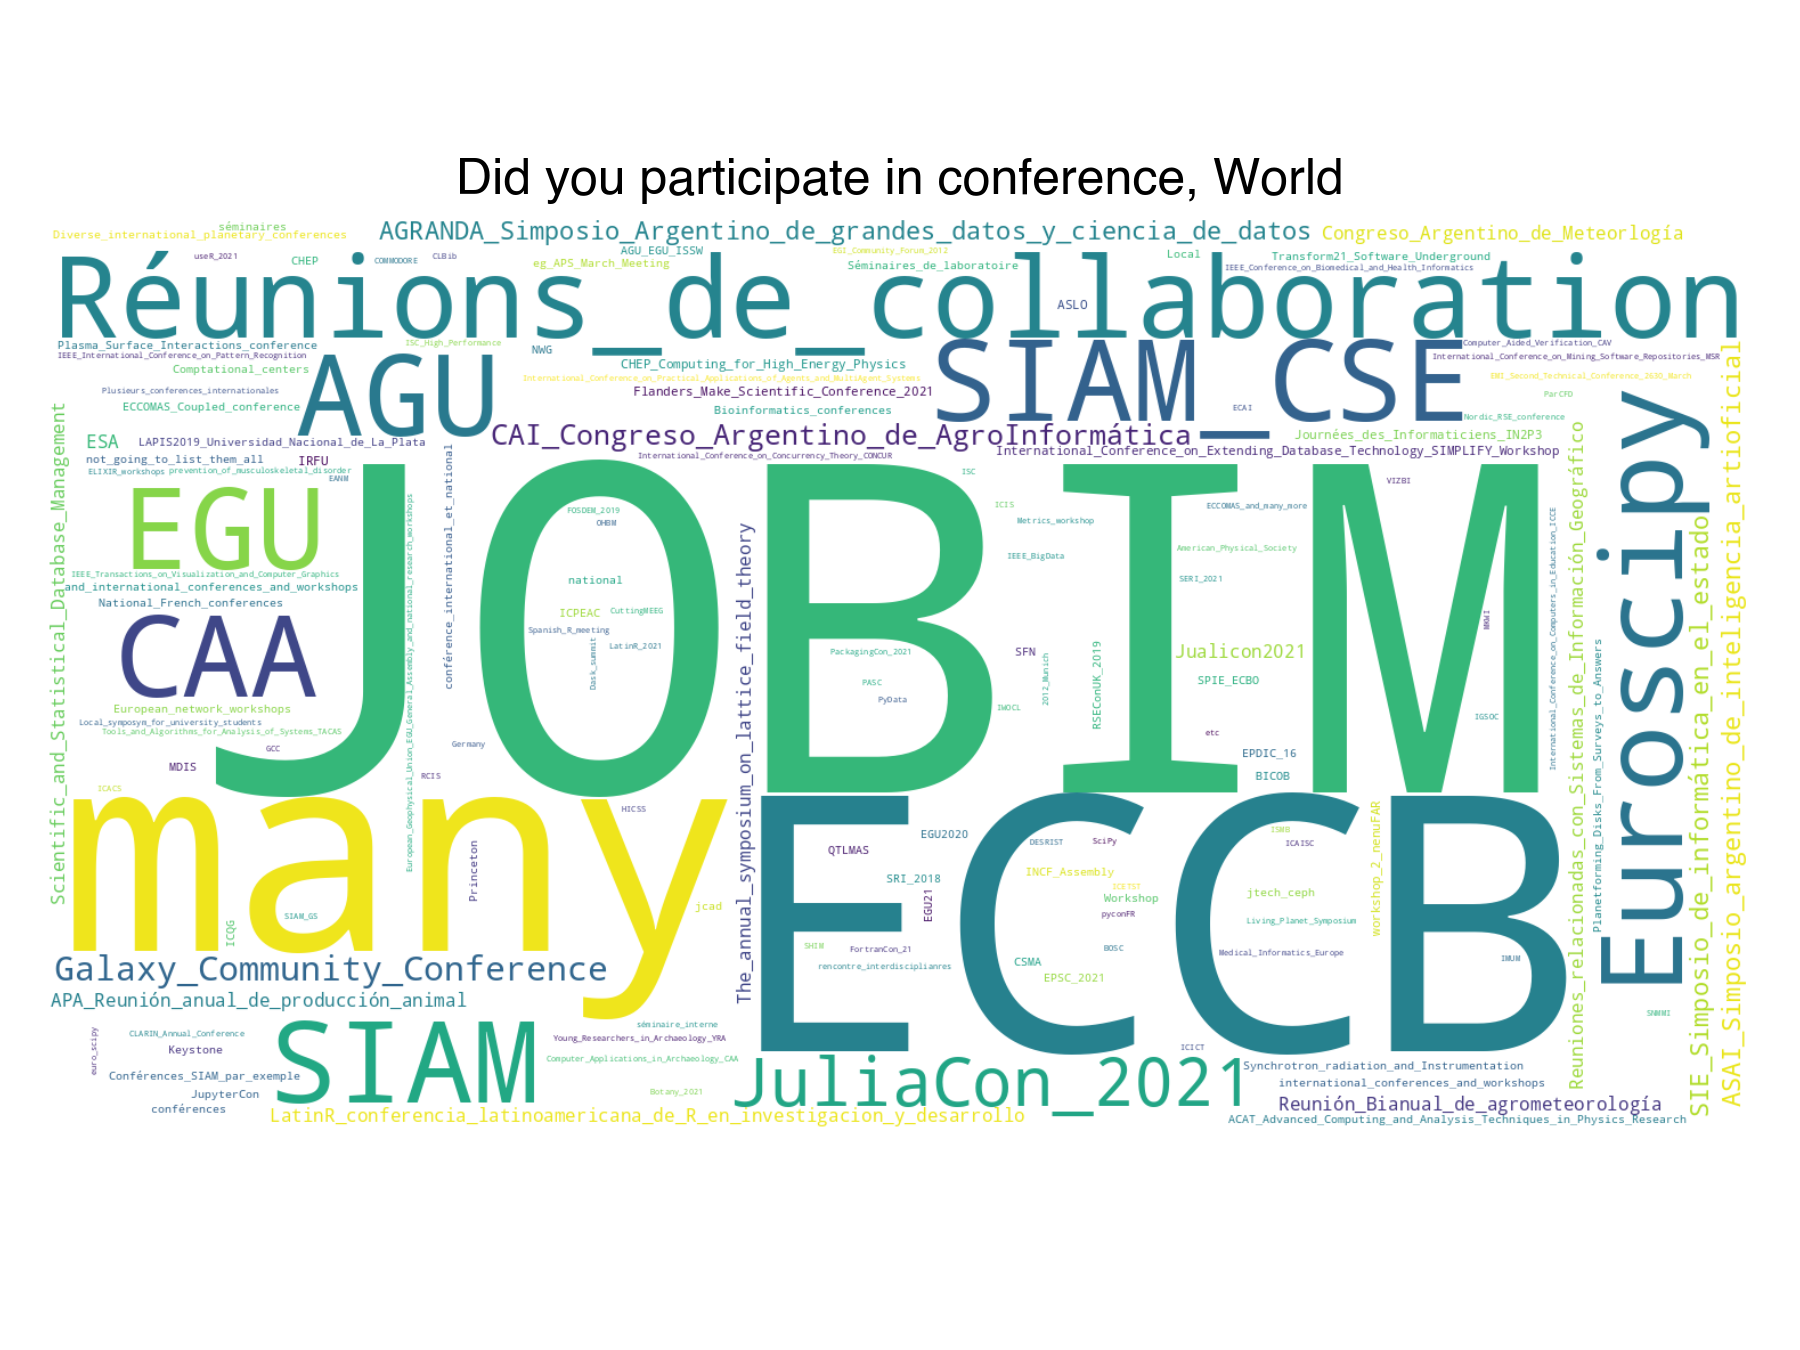 Did you participate in conference, World
séminaires
Diverse_international_planetary_conferences
AGRANDA_Simposio_Argentino_de_grandes_datos_y_ciencia_de_datos
Congreso_Argentino_de_Meteorlogía
useR_2021
CHEP
COMMODORE
CLBib
AGU_EGU_ISSW
eg_APS_March_Meeting
EGI_Community_Forum_2012
Séminaires_de_laboratoire
Local
Transform21_Software_Underground
IEEE_Conference_on_Biomedical_and_Health_Informatics
Réunions_de_collaboration
ASLO
Plasma_Surface_Interactions_conference
IEEE_International_Conference_on_Pattern_Recognition
ISC_High_Performance
NWG
Computer_Aided_Verification_CAV
International_Conference_on_Mining_Software_Repositories_MSR
Comptational_centers
AGU
CHEP_Computing_for_High_Energy_Physics
International_Conference_on_Practical_Applications_of_Agents_and_MultiAgent_Systems
SIAM_CSE
Plusieurs_conferences_internationales
Flanders_Make_Scientific_Conference_2021
ECCOMAS_Coupled_conference
Bioinformatics_conferences
ECAI
ParCFD
Nordic_RSE_conference
ESA
LAPIS2019_Universidad_Nacional_de_La_Plata
CAI_Congreso_Argentino_de_AgroInformática
Journées_des_Informaticiens_IN2P3
not_going_to_list_them_all
IRFU
International_Conference_on_Concurrency_Theory_CONCUR
International_Conference_on_Extending_Database_Technology_SIMPLIFY_Workshop
ELIXIR_workshops
prevention_of_musculoskeletal_disorder
EANM
ISC
VIZBI
Scientific_and_Statistical_Database_Management
EGU
JOBIM
Euroscipy
European_Geophysical_Union_EGU_General_Assembly_and_national_research_workshops
conférence_international_et_national
FOSDEM_2019
OHBM
ICIS
Metrics_workshop
ECCOMAS_and_many_more
IEEE_BigData
American_Physical_Society
SERI_2021
national
ICPEAC
CuttingMEEG
Spanish_R_meeting
LatinR_2021
Dask_summit
The_annual_symposium_on_lattice_field_theory
PackagingCon_2021
PASC
PyData
SFN
IWOCL
2012_Munich
RSEConUK_2019
Jualicon2021
SPIE_ECBO
MKWI
IGSOC
etc
EPDIC_16
BICOB
International_Conference_on_Computers_in_Education_ICCE
Reuniones_relacionadas_con_Sistemas_de_Información_Geográfico
Planetforming_Disks_From_Surveys_to_Answers
SIE_Simposio_de_informática_en_el_estado
ASAI_Simposio_argentino_de_inteligencia_artioficial
IEEE_Transactions_on_Visualization_and_Computer_Graphics
and_international_conferences_and_workshops
National_French_conferences
CAA
European_network_workshops
Local_symposym_for_university_students
Tools_and_Algorithms_for_Analysis_of_Systems_TACAS
GCC
MDIS
Germany
RCIS
ICACS
many
HICSS
Princeton
jcad
ICQG
SIAM_GS
ECCB
QTLMAS
EGU2020
SRI_2018
EGU21
SHIM
FortranCon_21
rencontre_interdisciplianres
DESRIST
SciPy
INCF_Assembly
ICETST
Workshop
pyconFR
BOSC
CSMA
EPSC_2021
ISMB
ICAISC
jtech_ceph
Living_Planet_Symposium
Medical_Informatics_Europe
workshop_2_nenuFAR
IMUM
SNMMI
Galaxy_Community_Conference
APA_Reunión_anual_de_producción_animal
euro_scipy
CLARIN_Annual_Conference
Keystone
Conférences_SIAM_par_exemple
JupyterCon
conférences
SIAM
séminaire_interne
Young_Researchers_in_Archaeology_YRA
Computer_Applications_in_Archaeology_CAA
Botany_2021
JuliaCon_2021
ICICT
Synchrotron_radiation_and_Instrumentation
international_conferences_and_workshops
Reunión_Bianual_de_agrometeorología
LatinR_conferencia_latinoamericana_de_R_en_investigacion_y_desarrollo
ACAT_Advanced_Computing_and_Analysis_Techniques_in_Physics_Research